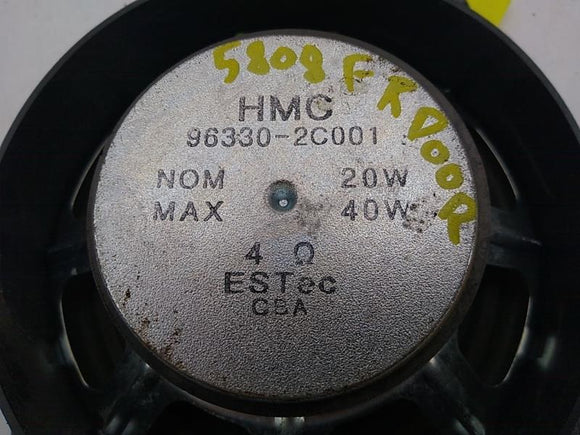 5808 FR DOOR
HMC
96330-2C001
NOM 20W
MAX 40W
4 Ω
ESTec
CBA